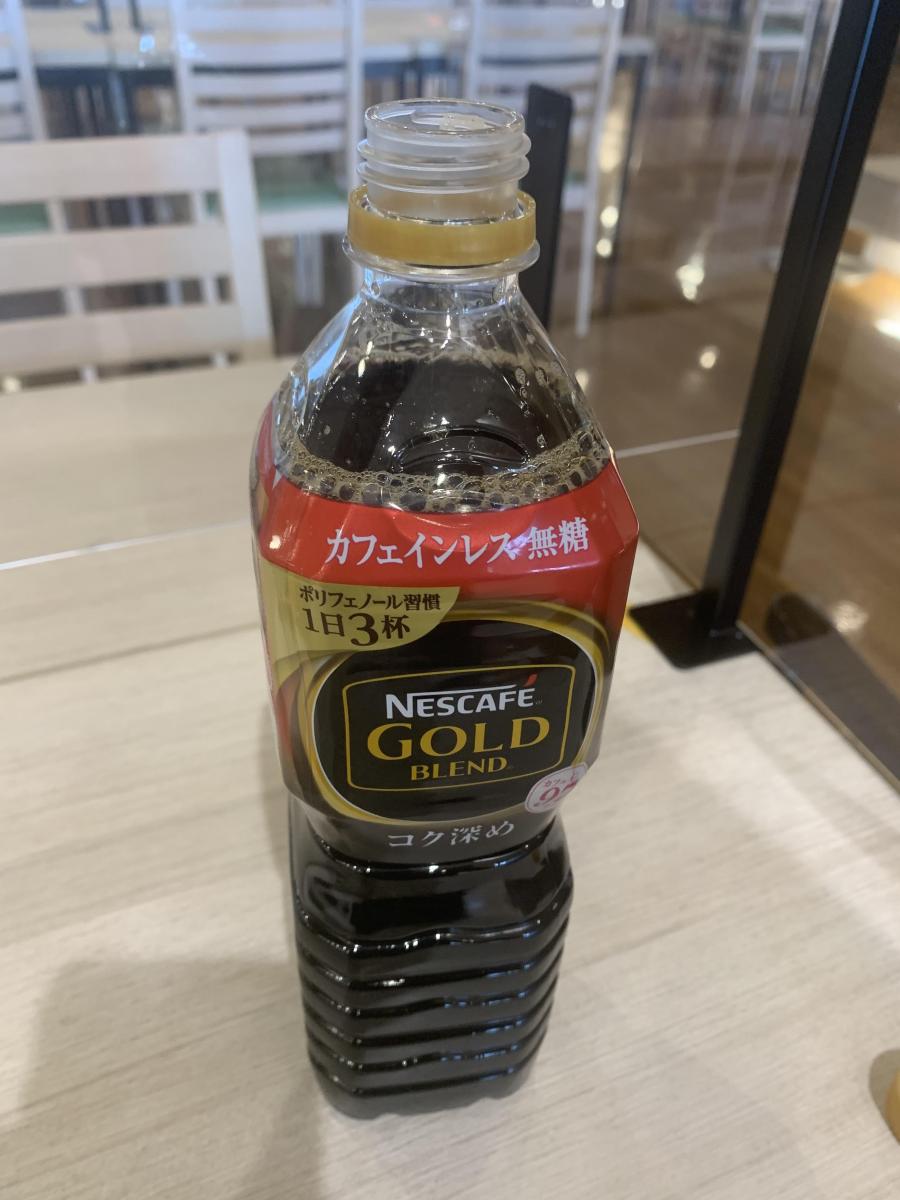 カフェインレス 無糖
ポリフェノール習慣
1日3杯
NESCAFÉ
GOLD
BLEND
コク深め